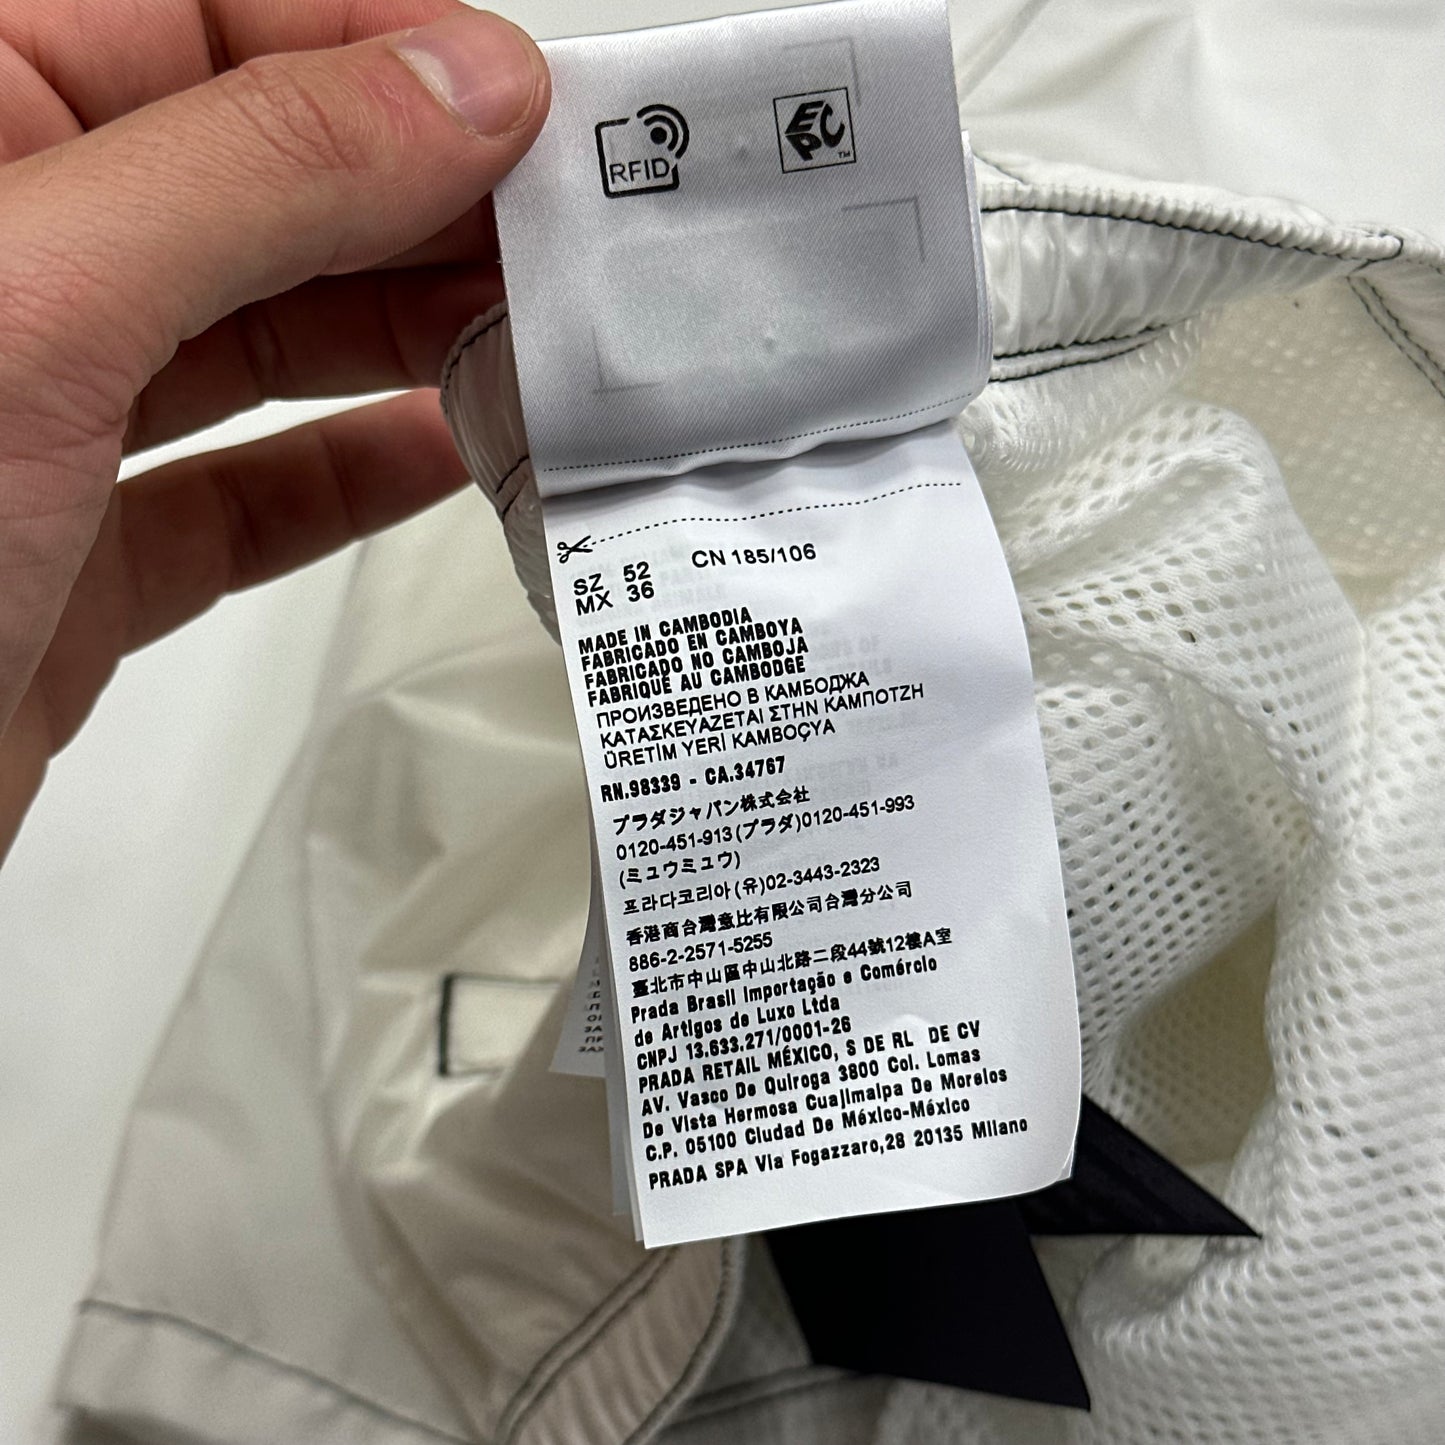 RFID
EPC™
SZ 52 CN 185/106
MX 36
MADE IN CAMBODIA
FABRICADO EN CAMBOYA
FABRICADO NO CAMBOJA
FABRIQUÉ AU CAMBODGE
ПРОИЗВЕДЕНО В КАМБОДЖА
ΚΑΤΑΣΚΕΥΑΖΕΤΑΙ ΣΤΗΝ ΚΑΜΠΟΤΖΗ
ÜRETİM YERİ KAMBOÇYA
RN.98339 - CA.34767
プラダジャパン株式会社
0120-451-913(プラダ)0120-451-993
(ミュウミュウ)
프라다코리아(유)02-3443-2323
香港商台灣意比有限公司台灣分公司
886-2-2571-5255
臺北市中山區中山北路二段44號12樓A室
Prada Brasil Importação e Comércio
de Artigos de Luxo Ltda
CNPJ 13.633.271/0001-26
PRADA RETAIL MÉXICO, S DE RL DE CV
AV. Vasco De Quiroga 3800 Col. Lomas
De Vista Hermosa Cuajimalpa De Morelos
C.P. 05100 Ciudad De México-México
PRADA SPA Via Fogazzaro,28 20135 Milano